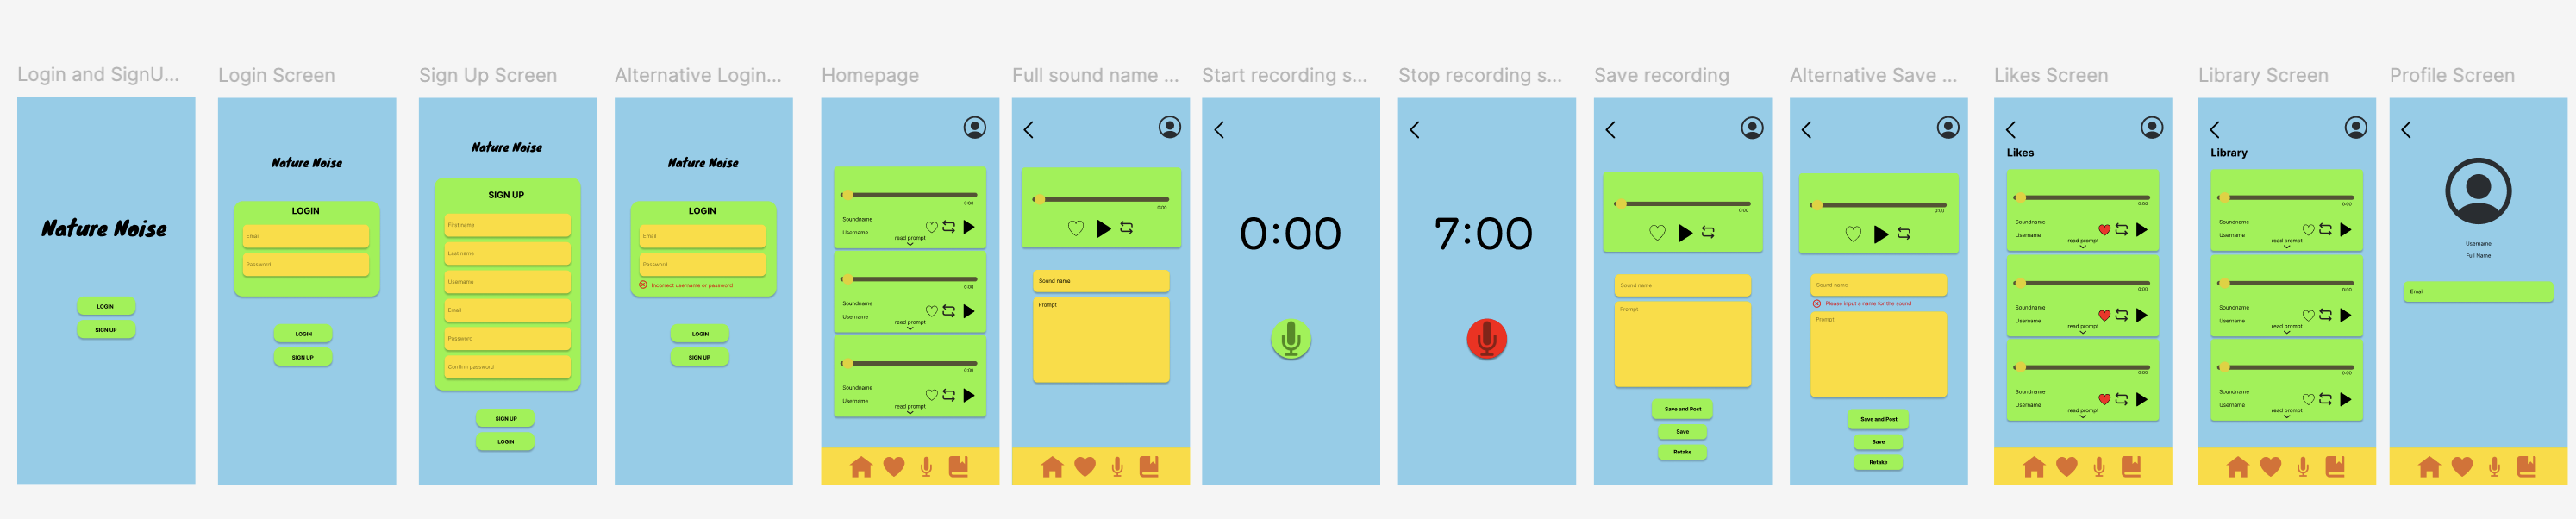 Login and SignU...
Nature Noise
LOGIN
SIGN UP
Login Screen
Nature Noise
LOGIN
Email
Password
LOGIN
SIGN UP
Sign Up Screen
Nature Noise
SIGN UP
First name
Last name
Username
Email
Password
Confirm password
SIGN UP
LOGIN
Alternative Login...
Nature Noise
LOGIN
Email
Password
Incorrect username or password
LOGIN
SIGN UP
Homepage
0:00
Soundname
Username
read prompt
0:00
Soundname
Username
read prompt
0:00
Soundname
Username
read prompt
Full sound name ...
0:00
Sound name
Prompt
Start recording s...
0:00
Stop recording s...
7:00
Save recording
0:00
Sound name
Prompt
Save and Post
Save
Retake
Alternative Save ...
0:00
Sound name
Please input a name for the sound
Prompt
Save and Post
Save
Retake
Likes Screen
Likes
0:00
Soundname
Username
read prompt
0:00
Soundname
Username
read prompt
0:00
Soundname
Username
read prompt
Library Screen
Library
0:00
Soundname
Username
read prompt
0:00
Soundname
Username
read prompt
0:00
Soundname
Username
read prompt
Profile Screen
Username
Full Name
Email